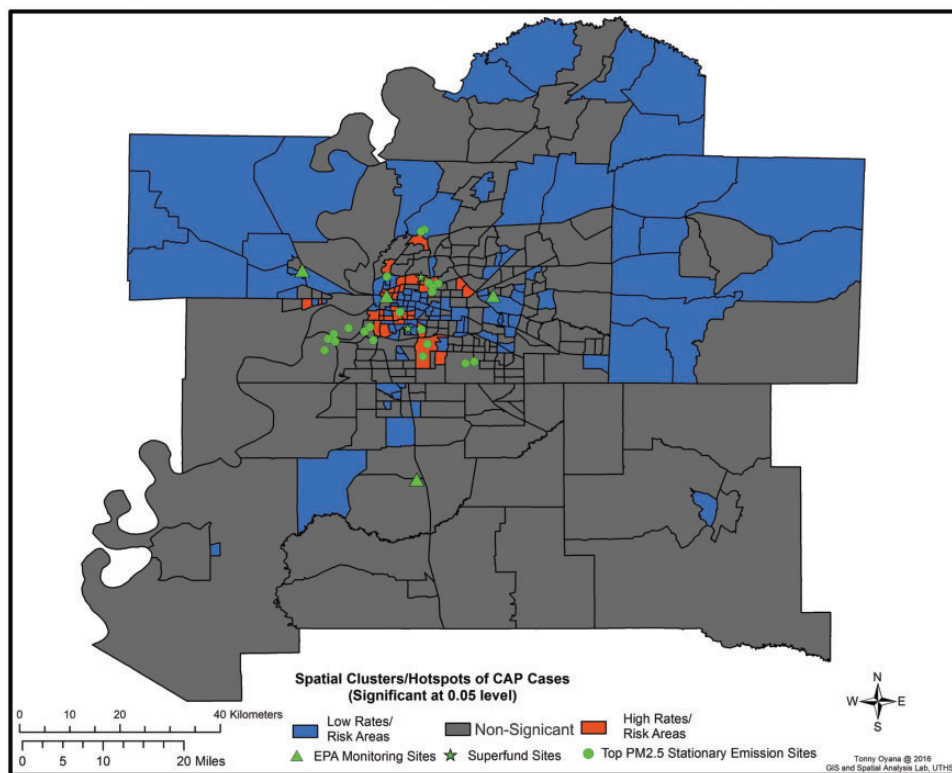 N
W E
S
Spatial Clusters/Hotspots of CAP Cases
(Significant at 0.05 level)
0 20 40 Kilometers
0 5 10 20 Miles
Low Rates/
Risk Areas
Non-Signicant
High Rates/
Risk Areas
EPA Monitoring Sites
Superfund Sites
Top PM2.5 Stationary Emission Sites
Tonny Oyana @ 2016
GIS and Spatial Analysis Lab, UTHS